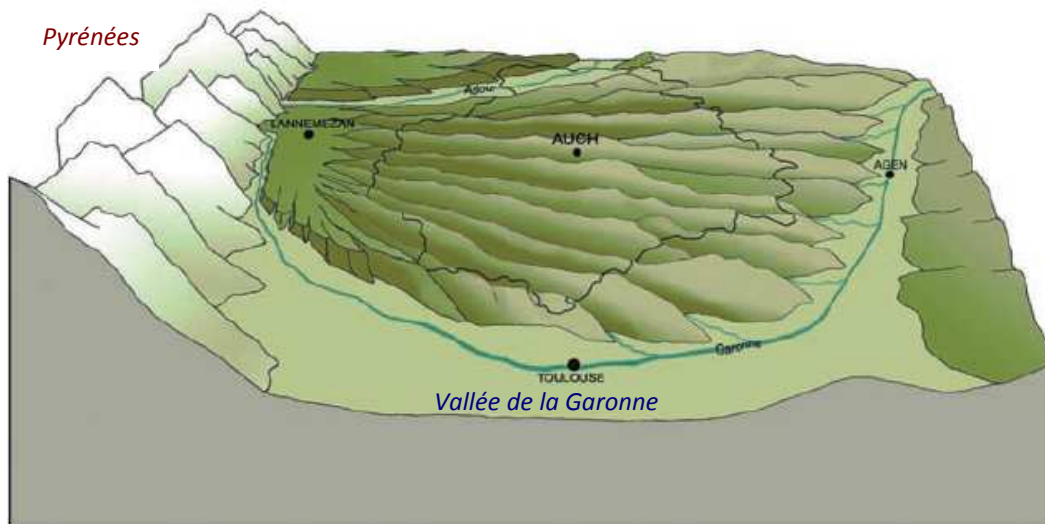 Pyrénées
Adour
LANNEMEZAN
AUCH
AGEN
Garonne
TOULOUSE
Vallée de la Garonne